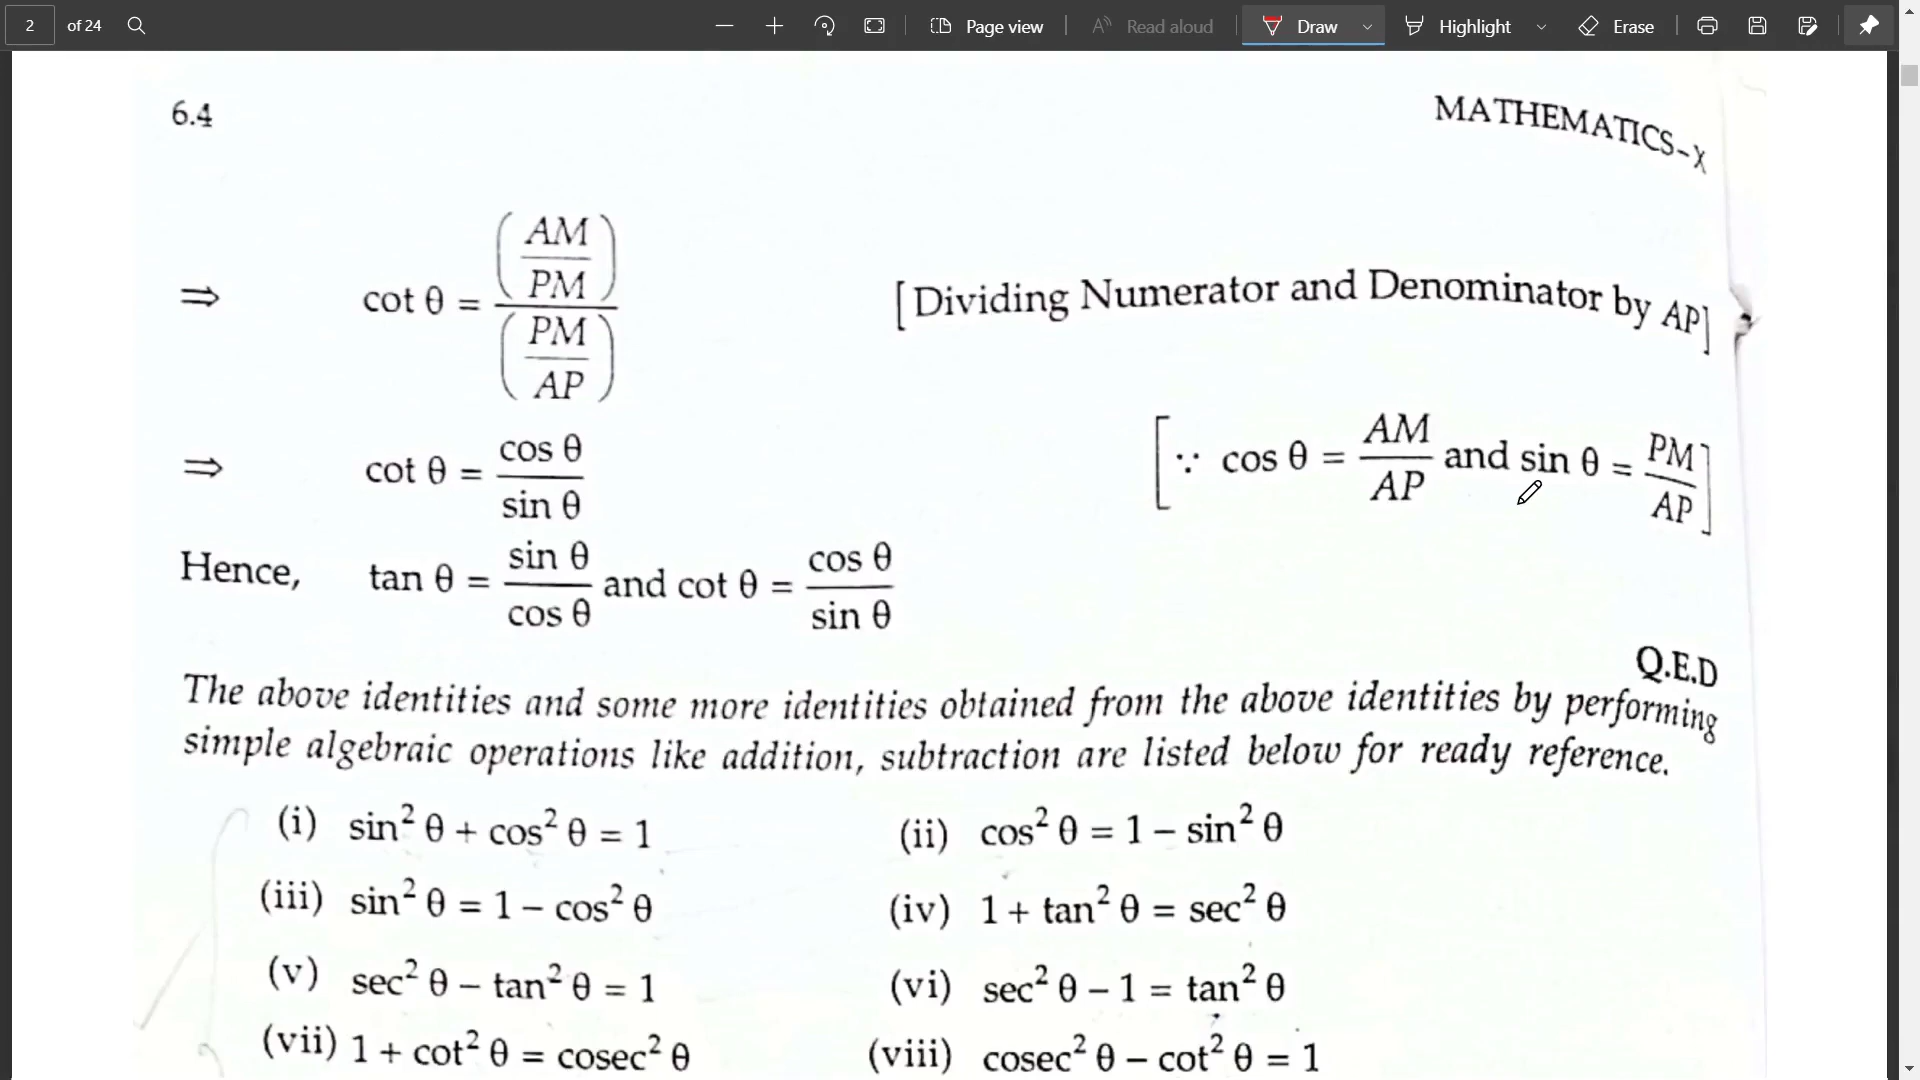 2 of 24 Page view Read aloud Draw Highlight Erase
6.4 MATHEMATICS-X
⇒ cot θ = (AM/PM)/(PM/AP) [Dividing Numerator and Denominator by AP]
⇒ cot θ = cos θ/sin θ [∵ cos θ = AM/AP and sin θ = PM/AP]
Hence, tan θ = sin θ/cos θ and cot θ = cos θ/sin θ
Q.E.D
The above identities and some more identities obtained from the above identities by performing
simple algebraic operations like addition, subtraction are listed below for ready reference.
(i) sin² θ + cos² θ = 1 (ii) cos² θ = 1 – sin² θ
(iii) sin² θ = 1 – cos² θ (iv) 1 + tan² θ = sec² θ
(v) sec² θ – tan² θ = 1 (vi) sec² θ – 1 = tan² θ
(vii) 1 + cot² θ = cosec² θ (viii) cosec² θ – cot² θ = 1